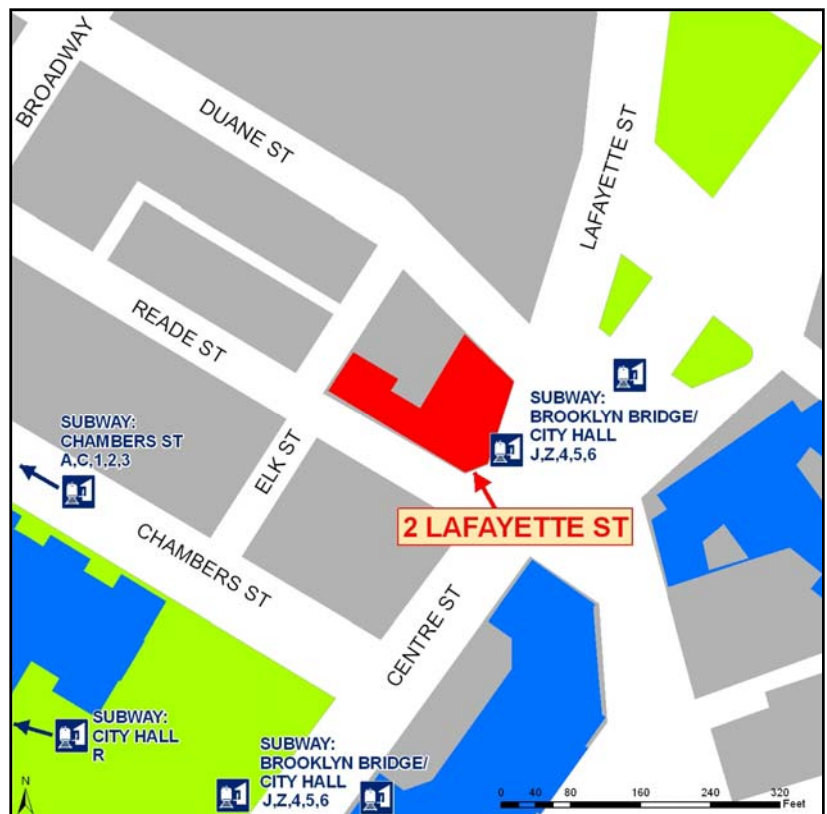 BROADWAY
DUANE ST
LAFAYETTE ST
READE ST
SUBWAY:
BROOKLYN BRIDGE/
CITY HALL
J,Z,4,5,6
SUBWAY:
CHAMBERS ST
A,C,1,2,3
ELK ST
2 LAFAYETTE ST
CHAMBERS ST
CENTRE ST
SUBWAY:
CITY HALL
R
SUBWAY:
BROOKLYN BRIDGE/
CITY HALL
J,Z,4,5,6
N
0 40 80 160 240 320
Feet